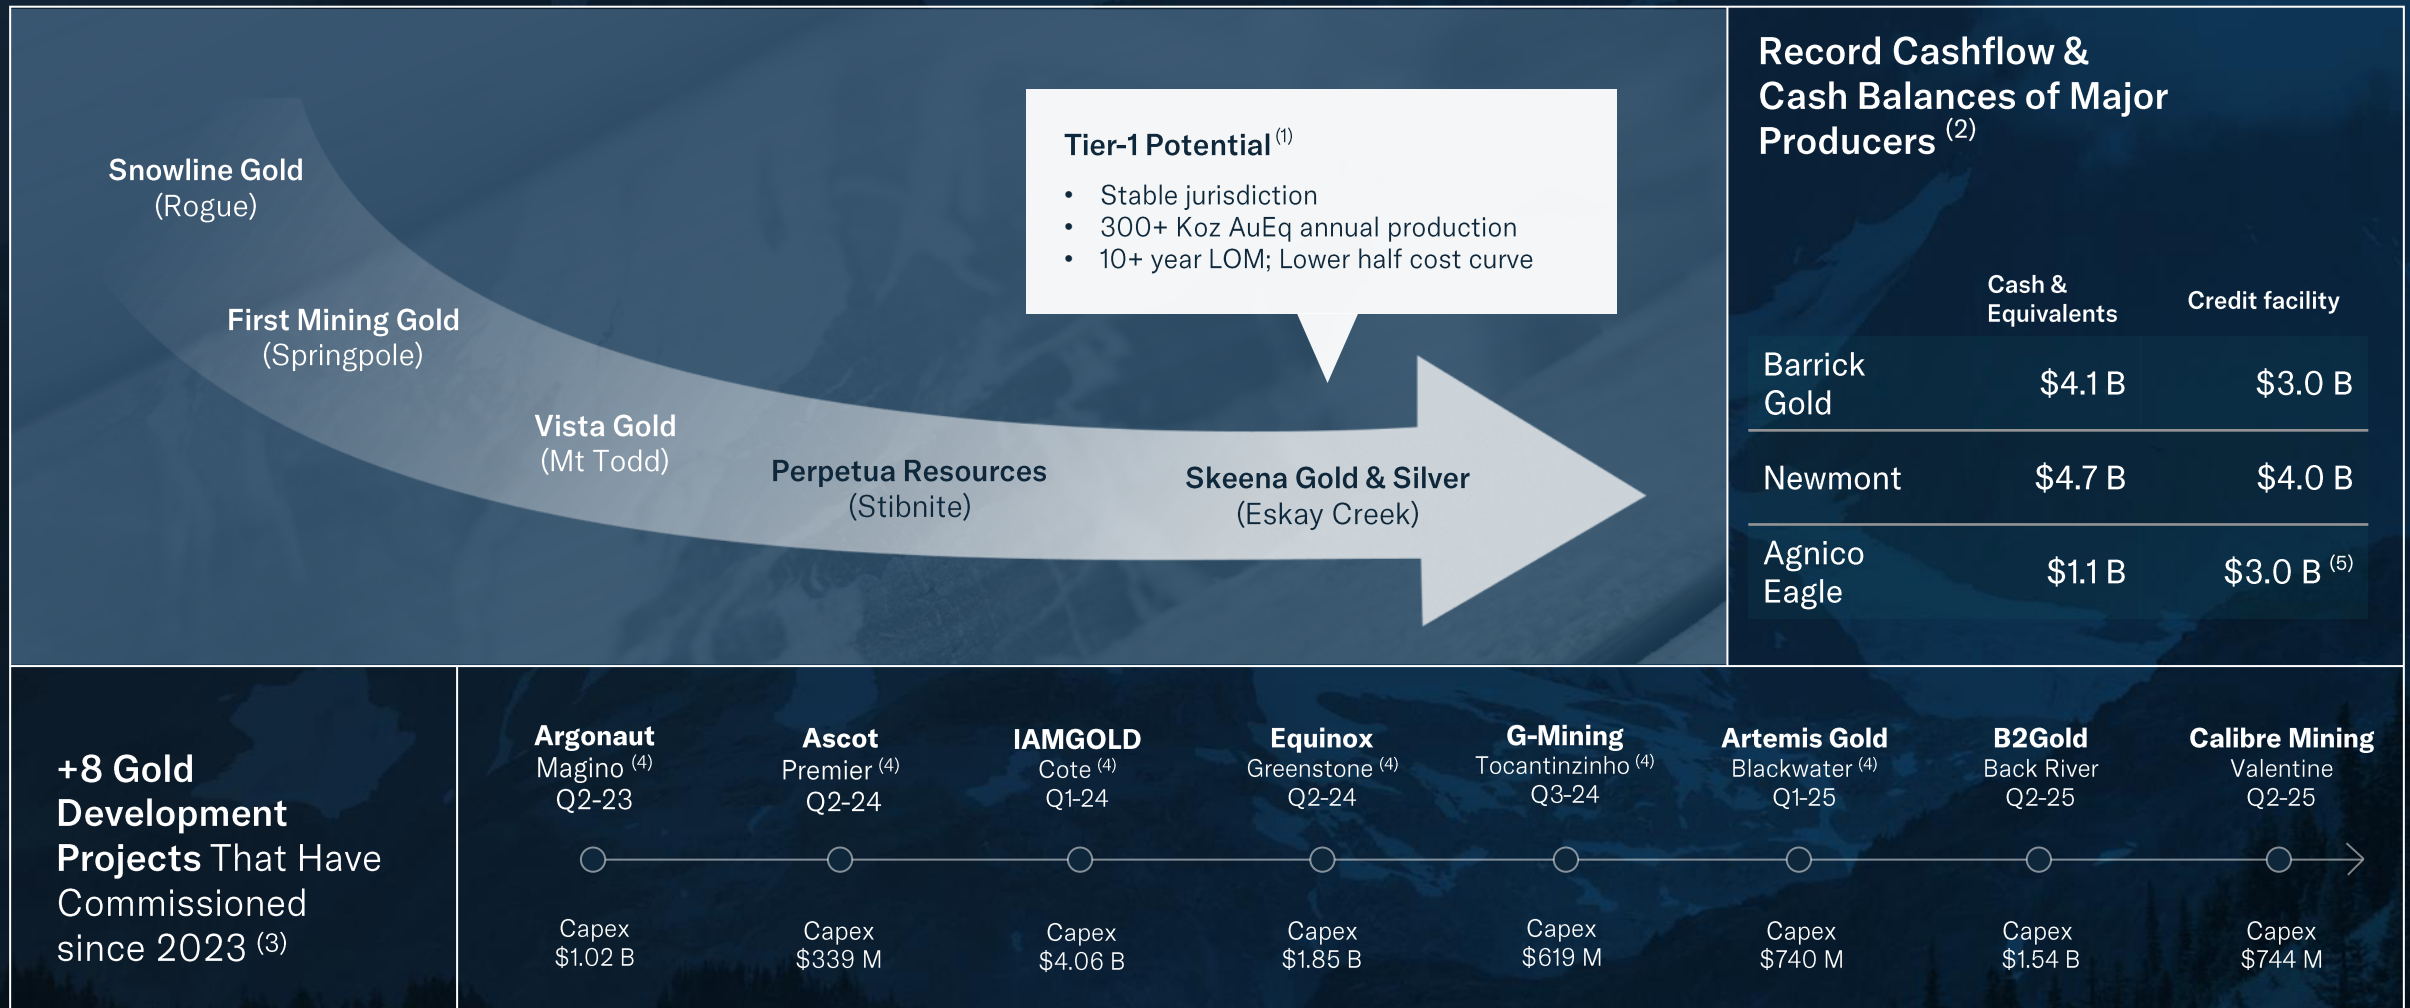 Snowline Gold
(Rogue)
First Mining Gold
(Springpole)
Vista Gold
(Mt Todd)
Perpetua Resources
(Stibnite)
Skeena Gold & Silver
(Eskay Creek)
Tier-1 Potential (1)
• Stable jurisdiction
• 300+ Koz AuEq annual production
• 10+ year LOM; Lower half cost curve
Record Cashflow &
Cash Balances of Major
Producers (2)
Cash &
Equivalents
Credit facility
Barrick
Gold
$4.1 B
$3.0 B
Newmont
$4.7 B
$4.0 B
Agnico
Eagle
$1.1 B
$3.0 B (5)
+8 Gold
Development
Projects That Have
Commissioned
since 2023 (3)
Argonaut
Magino (4)
Q2-23
Capex
$1.02 B
Ascot
Premier (4)
Q2-24
Capex
$339 M
IAMGOLD
Cote (4)
Q1-24
Capex
$4.06 B
Equinox
Greenstone (4)
Q2-24
Capex
$1.85 B
G-Mining
Tocantinzinho (4)
Q3-24
Capex
$619 M
Artemis Gold
Blackwater (4)
Q1-25
Capex
$740 M
B2Gold
Back River
Q2-25
Capex
$1.54 B
Calibre Mining
Valentine
Q2-25
Capex
$744 M